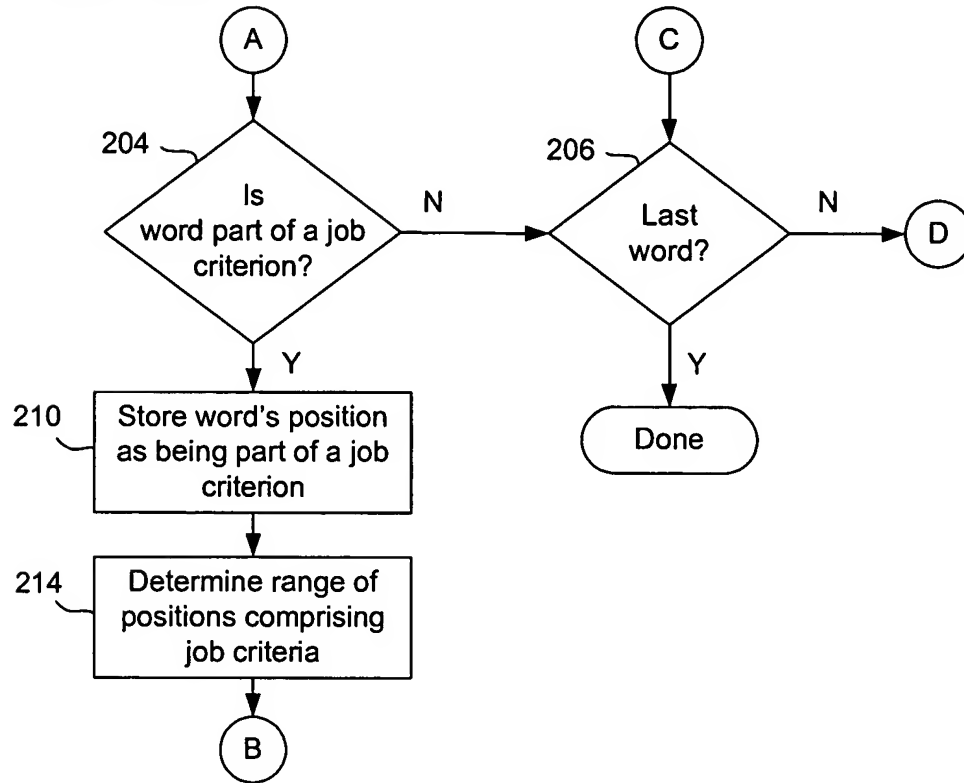 A
C
204
Is
word part of a job
criterion?
N
206
Last
word?
N
D
Y
Y
210
Store word's position
as being part of a job
criterion
Done
214
Determine range of
positions comprising
job criteria
B